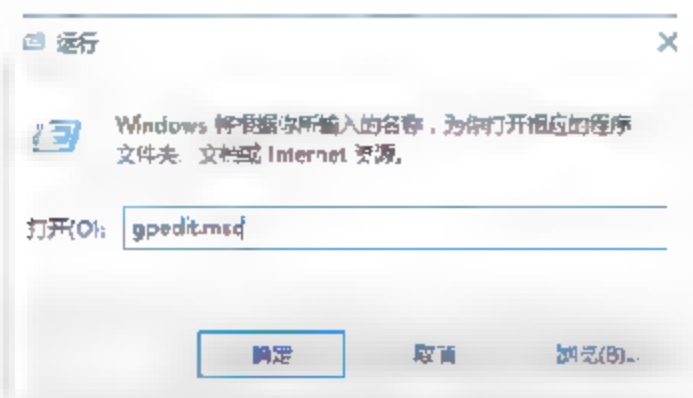 运行
Windows 将根据你所输入的名称，为你打开相应的程序
文件夹、文档或 Internet 资源。
打开(O): gpedit.msc
确定 取消 浏览(B)...